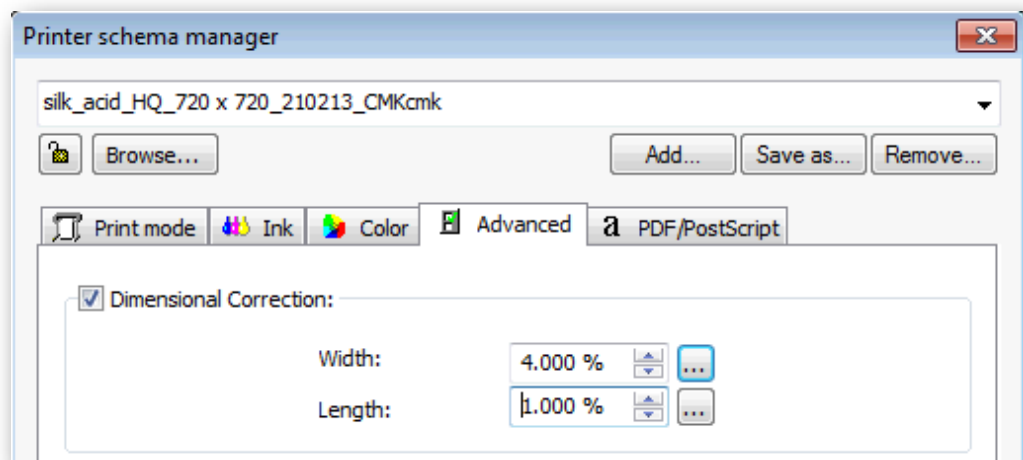 Printer schema manager
silk_acid_HQ_720 x 720_210213_CMKcmk
Browse... Add... Save as... Remove...
Print mode Ink Color Advanced a PDF/PostScript
Dimensional Correction:
Width: 4.000 % ...
Length: 1.000 % ...